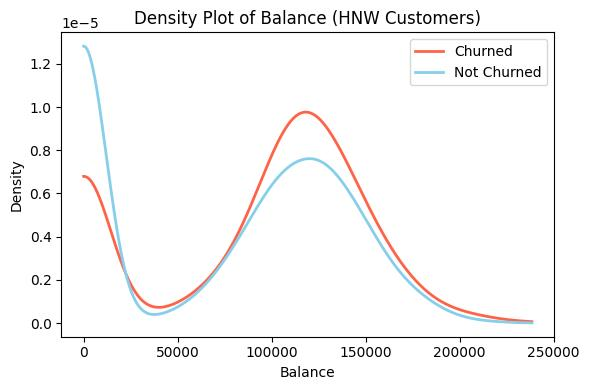 Density Plot of Balance (HNW Customers)
1e−5
Churned
Not Churned
1.2
1.0
0.8
0.6
0.4
0.2
0.0
Density
0
50000
100000
150000
200000
250000
Balance